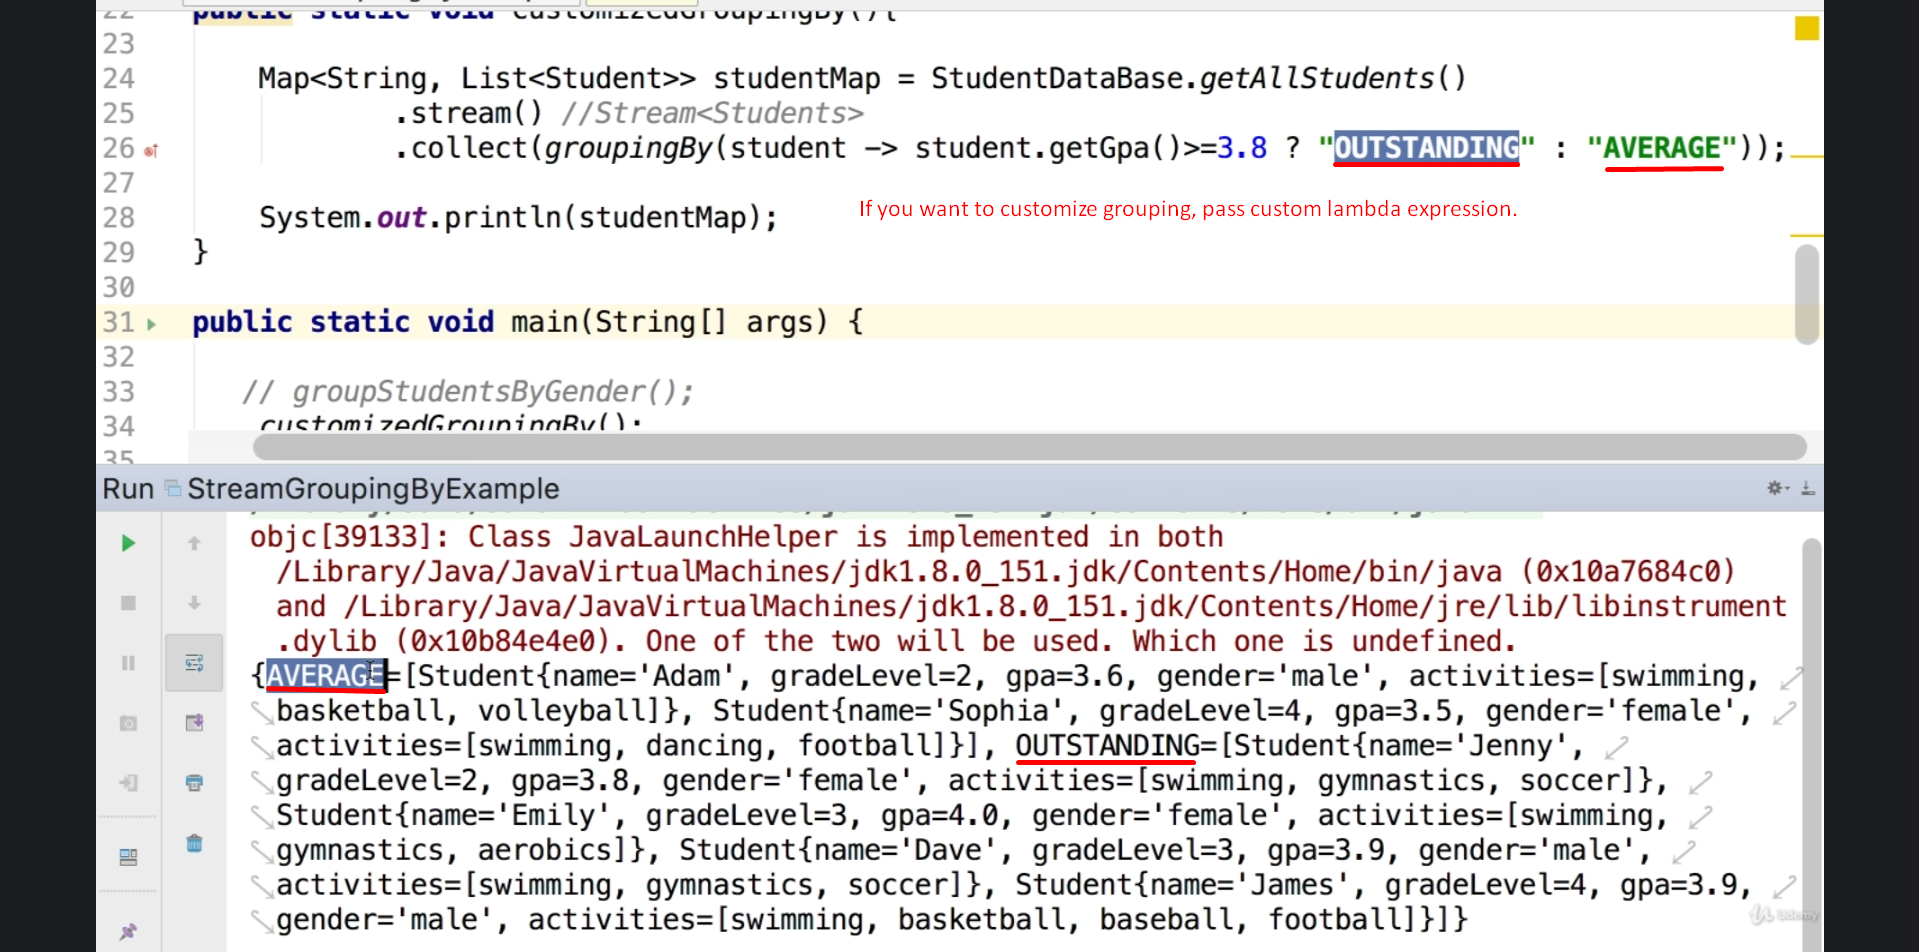 22 public static void customizedGroupingBy(){
23
24 Map<String, List<Student>> studentMap = StudentDataBase.getAllStudents()
25 .stream() //Stream<Students>
26 .collect(groupingBy(student -> student.getGpa()>=3.8 ? "OUTSTANDING" : "AVERAGE"));
27
28 System.out.println(studentMap);
If you want to customize grouping, pass custom lambda expression.
29 }
30
31 public static void main(String[] args) {
32
33 // groupStudentsByGender();
34 customizedGroupingBy();
35
Run StreamGroupingByExample
objc[39133]: Class JavaLaunchHelper is implemented in both
/Library/Java/JavaVirtualMachines/jdk1.8.0_151.jdk/Contents/Home/bin/java (0x10a7684c0)
and /Library/Java/JavaVirtualMachines/jdk1.8.0_151.jdk/Contents/Home/jre/lib/libinstrument
.dylib (0x10b84e4e0). One of the two will be used. Which one is undefined.
{AVERAGE=[Student{name='Adam', gradeLevel=2, gpa=3.6, gender='male', activities=[swimming,
basketball, volleyball]}, Student{name='Sophia', gradeLevel=4, gpa=3.5, gender='female',
activities=[swimming, dancing, football]}], OUTSTANDING=[Student{name='Jenny',
gradeLevel=2, gpa=3.8, gender='female', activities=[swimming, gymnastics, soccer]},
Student{name='Emily', gradeLevel=3, gpa=4.0, gender='female', activities=[swimming,
gymnastics, aerobics]}, Student{name='Dave', gradeLevel=3, gpa=3.9, gender='male',
activities=[swimming, gymnastics, soccer]}, Student{name='James', gradeLevel=4, gpa=3.9,
gender='male', activities=[swimming, basketball, baseball, football]}]}
Udemy